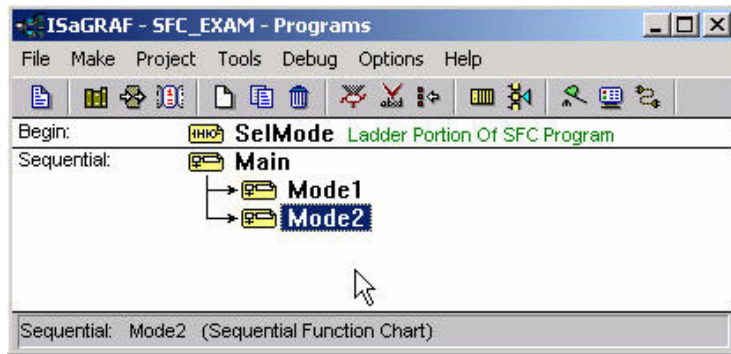 ISaGRAF - SFC_EXAM - Programs
File Make Project Tools Debug Options Help
Begin: SelMode Ladder Portion Of SFC Program
Sequential: Main
Mode1
Mode2
Sequential: Mode2 (Sequential Function Chart)